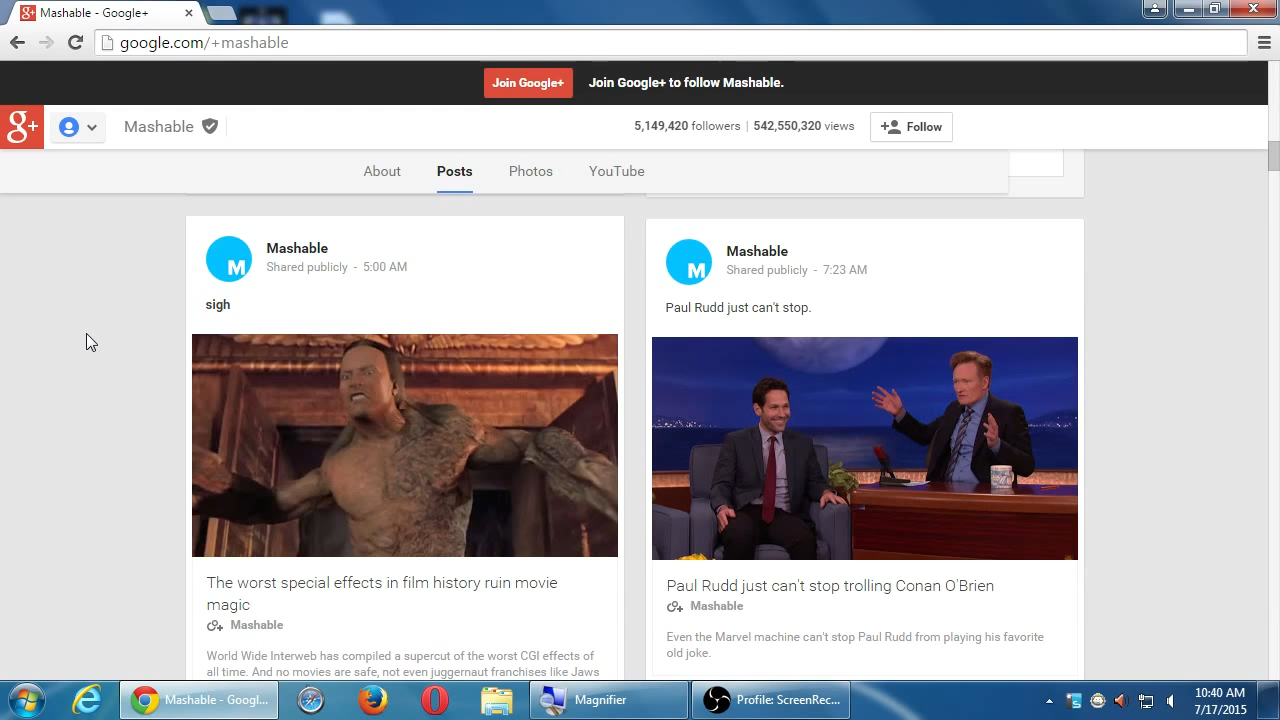 Mashable - Google+
google.com/+mashable
Join Google+ Join Google+ to follow Mashable.
g+ Mashable 5,149,420 followers | 542,550,320 views Follow
About Posts Photos YouTube
M Mashable
Shared publicly - 5:00 AM
sigh
The worst special effects in film history ruin movie
magic
Mashable
World Wide Interweb has compiled a supercut of the worst CGI effects of
all time. And no movies are safe, not even juggernaut franchises like Jaws
M Mashable
Shared publicly - 7:23 AM
Paul Rudd just can't stop.
Paul Rudd just can't stop trolling Conan O'Brien
Mashable
Even the Marvel machine can't stop Paul Rudd from playing his favorite
old joke.
Mashable - Googl... Magnifier Profile: ScreenRec... 10:40 AM
7/17/2015